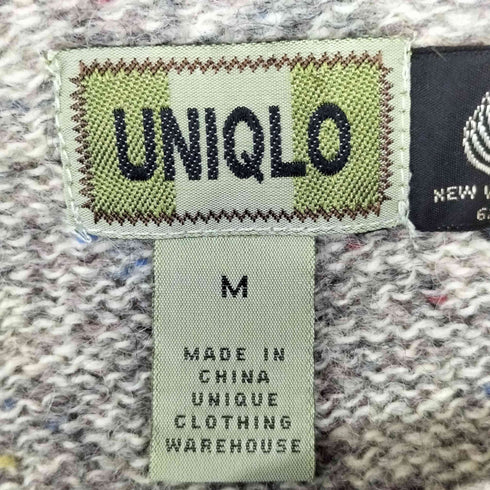 UNIQLO
NEW
M
MADE IN
CHINA
UNIQUE
CLOTHING
WAREHOUSE